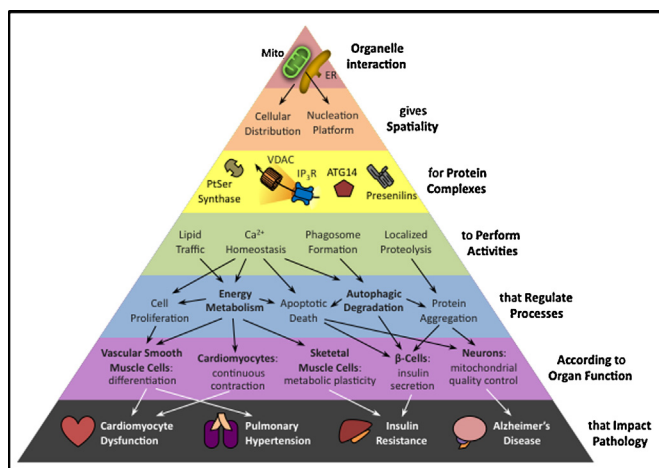 Mito
ER
Organelle
interaction
Cellular
Distribution
Nucleation
Platform
gives
Spatiality
PtSer
Synthase
VDAC
IP3R
ATG14
Presenilins
for Protein
Complexes
Lipid
Traffic
Ca2+
Homeostasis
Phagosome
Formation
Localized
Proteolysis
to Perform
Activities
Cell
Proliferation
Energy
Metabolism
Apoptotic
Death
Autophagic
Degradation
Protein
Aggregation
that Regulate
Processes
Vascular Smooth
Muscle Cells:
differentiation
Cardiomyocytes:
continuous
contraction
Sketetal
Muscle Cells:
metabolic plasticity
β-Cells:
insulin
secretion
Neurons:
mitochondrial
quality control
According to
Organ Function
Cardiomyocyte
Dysfunction
Pulmonary
Hypertension
Insulin
Resistance
Alzheimer's
Disease
that Impact
Pathology